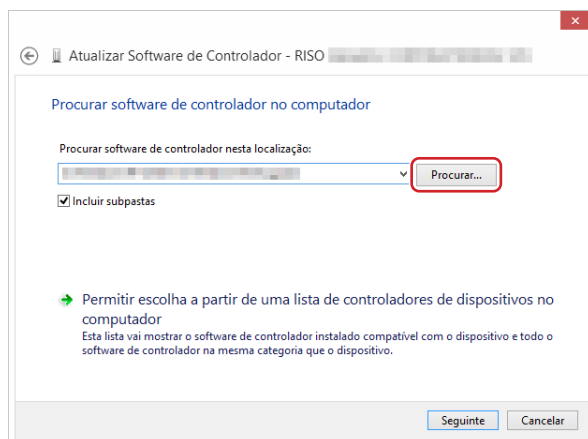 Atualizar Software de Controlador - RISO
Procurar software de controlador no computador
Procurar software de controlador nesta localização:
Procurar...
Incluir subpastas
Permitir escolha a partir de uma lista de controladores de dispositivos no
computador
Esta lista vai mostrar o software de controlador instalado compatível com o dispositivo e todo o
software de controlador na mesma categoria que o dispositivo.
Seguinte Cancelar